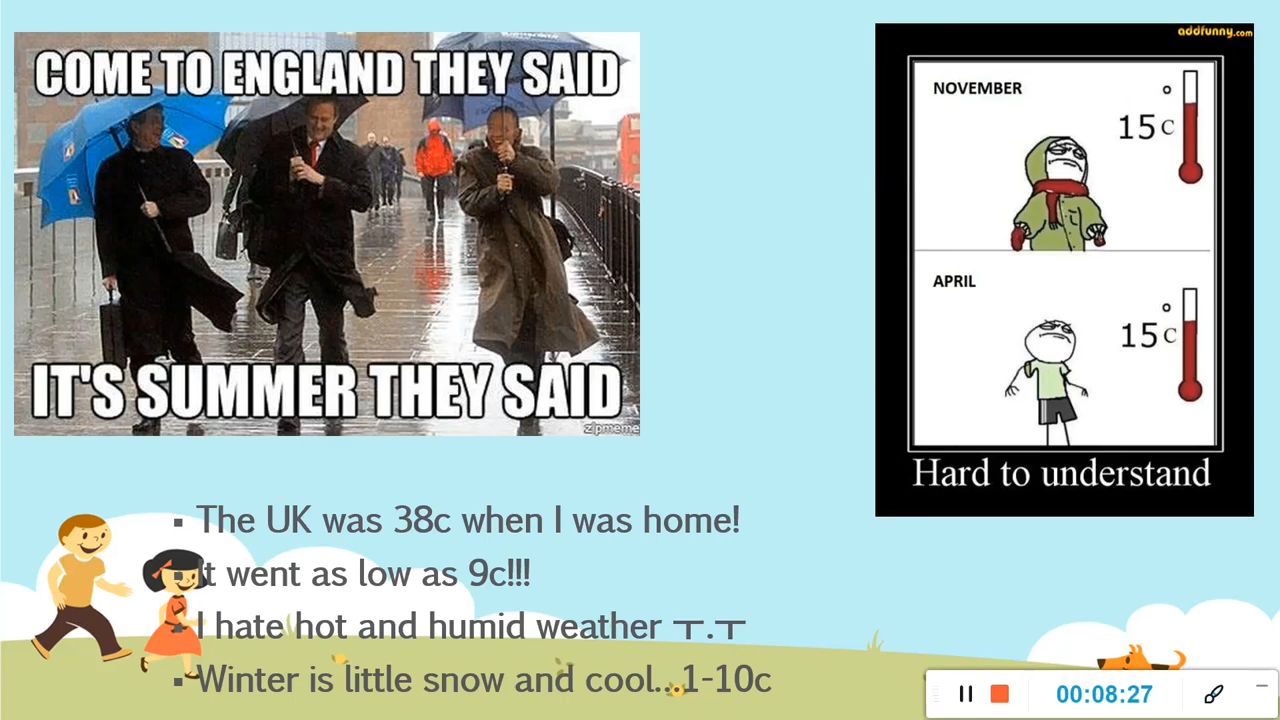 COME TO ENGLAND THEY SAID
IT'S SUMMER THEY SAID
zipmeme
addfunny.com
NOVEMBER
15°c
APRIL
15°c
Hard to understand
▪ The UK was 38c when I was home!
▪ It went as low as 9c!!!
▪ I hate hot and humid weather ㅜ.ㅜ
▪ Winter is little snow and cool...1-10c
00:08:27